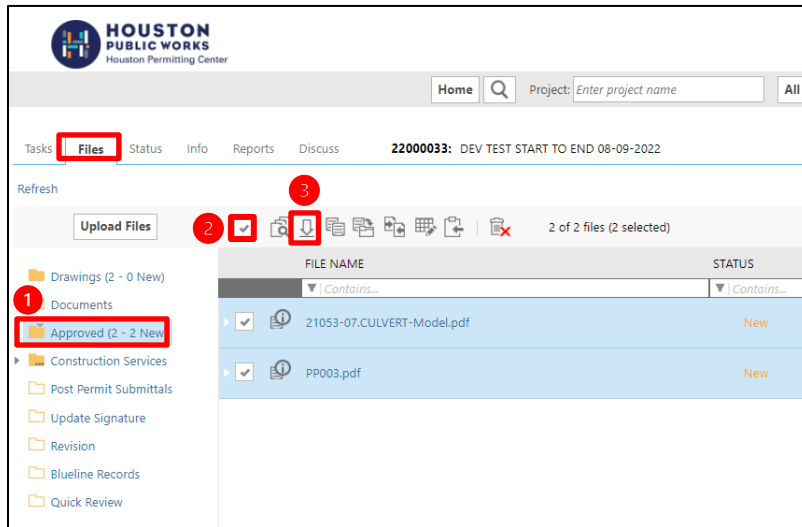 HOUSTON
PUBLIC WORKS
Houston Permitting Center
Home Project: Enter project name All
Tasks Files Status Info Reports Discuss 22000033: DEV TEST START TO END 08-09-2022
Refresh
3
Upload Files 2 2 of 2 files (2 selected)
FILE NAME STATUS
Contains... Contains...
Drawings (2 - 0 New)
1
Documents
Approved (2 - 2 New
21053-07.CULVERT-Model.pdf New
Construction Services
PP003.pdf New
Post Permit Submittals
Update Signature
Revision
Blueline Records
Quick Review